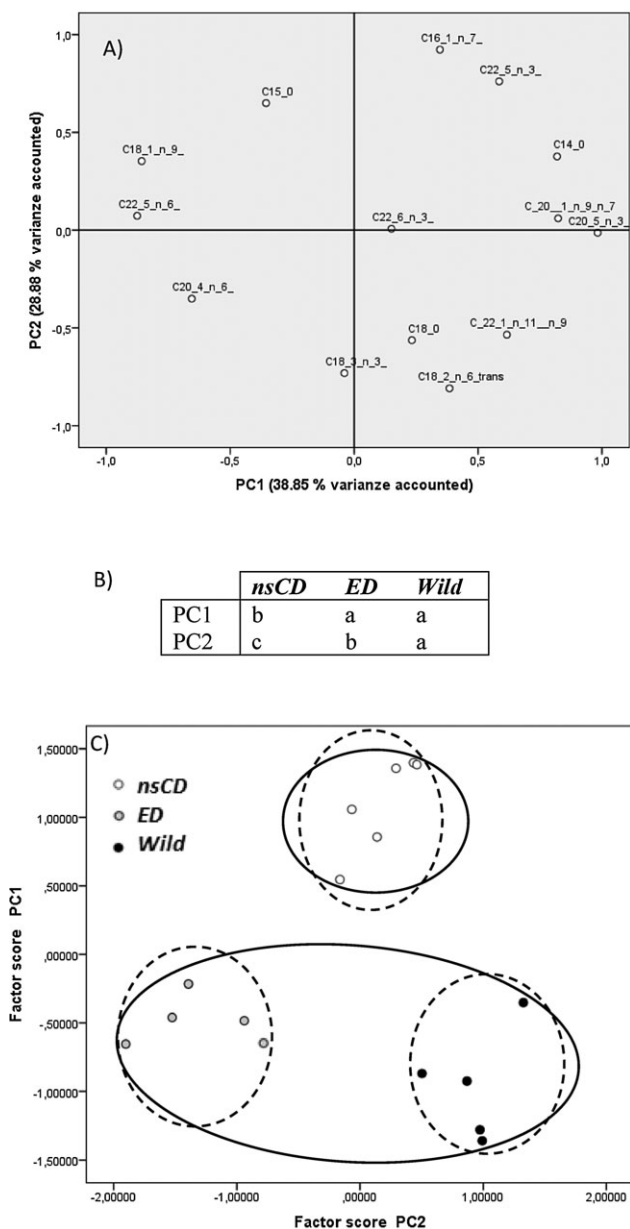 A)
1,0
C16_1_n_7_
C22_5_n_3_
C15_0
0,5
C18_1_n_9_
C14_0
C22_5_n_6_
C22_6_n_3_
C_20__1_n_9_n_7
C20_5_n_3_
0,0
C20_4_n_6_
C18_0
C_22_1_n_11__n_9
-0,5
C18_3_n_3_
C18_2_n_6_trans
-1,0
PC2 (28.88 % varianze accounted)
-1,0 -0,5 0,0 0,5 1,0
PC1 (38.85 % varianze accounted)
B)
nsCD ED Wild
PC1 b a a
PC2 c b a
C)
1,50000
nsCD
ED
Wild
1,00000
,50000
,00000
-,50000
-1,00000
-1,50000
Factor score PC1
-2,00000 -1,00000 ,00000 1,00000 2,00000
Factor score PC2